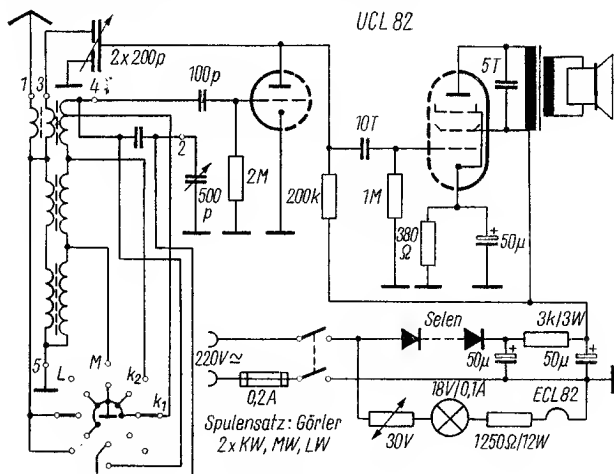 UCL 82
2x200p
1 3
4
100p
5T
2
10T
2M
500
p
200k
1M
380
Ω
50µ
5
L
M
k2
k1
220V≃
Selen
3k/3W
50µ
50µ
0,2A
18V/0,1A
ECL82
30V
1250Ω/12W
Spulensatz: Görler
2x KW, MW, LW